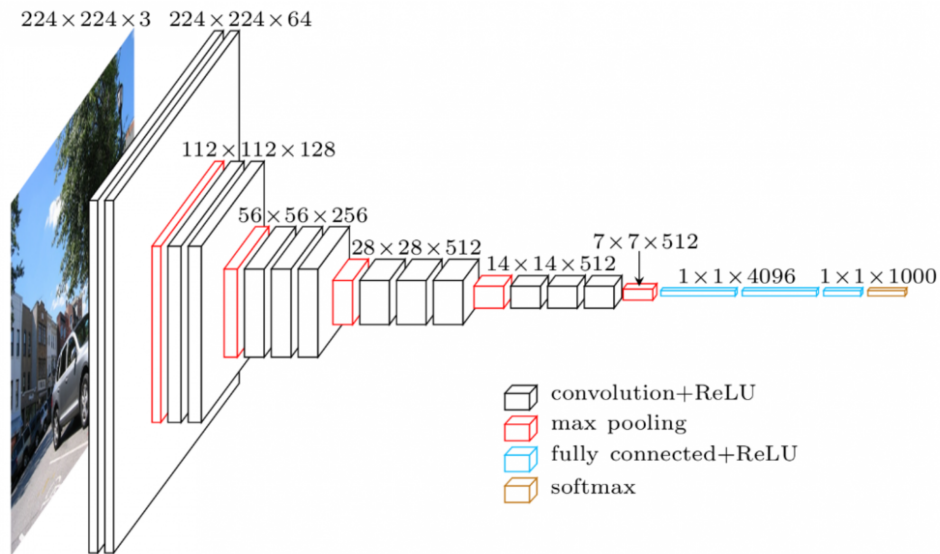 224×224×3
224×224×64
112×112×128
56×56×256
28×28×512
14×14×512
7×7×512
1×1×4096
1×1×1000
convolution+ReLU
max pooling
fully connected+ReLU
softmax